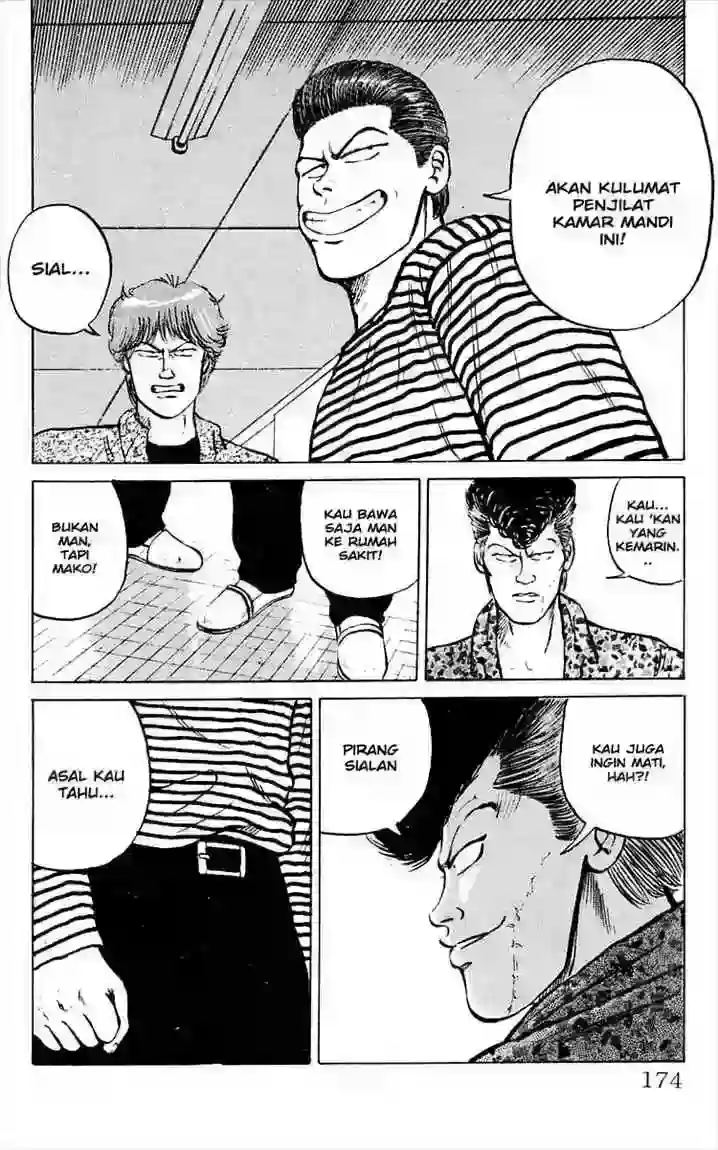 AKAN KULUMAT
PENJILAT
KAMAR MANDI
INI!
SIAL...
KAU BAWA
SAJA MAN
KE RUMAH
SAKIT!
BUKAN
MAN,
TAPI
MAKO!
KAU...
KAU 'KAN
YANG
KEMARIN.
..
ASAL KAU
TAHU...
PIRANG
SIALAN
KAU JUGA
INGIN MATI,
HAH?!
174